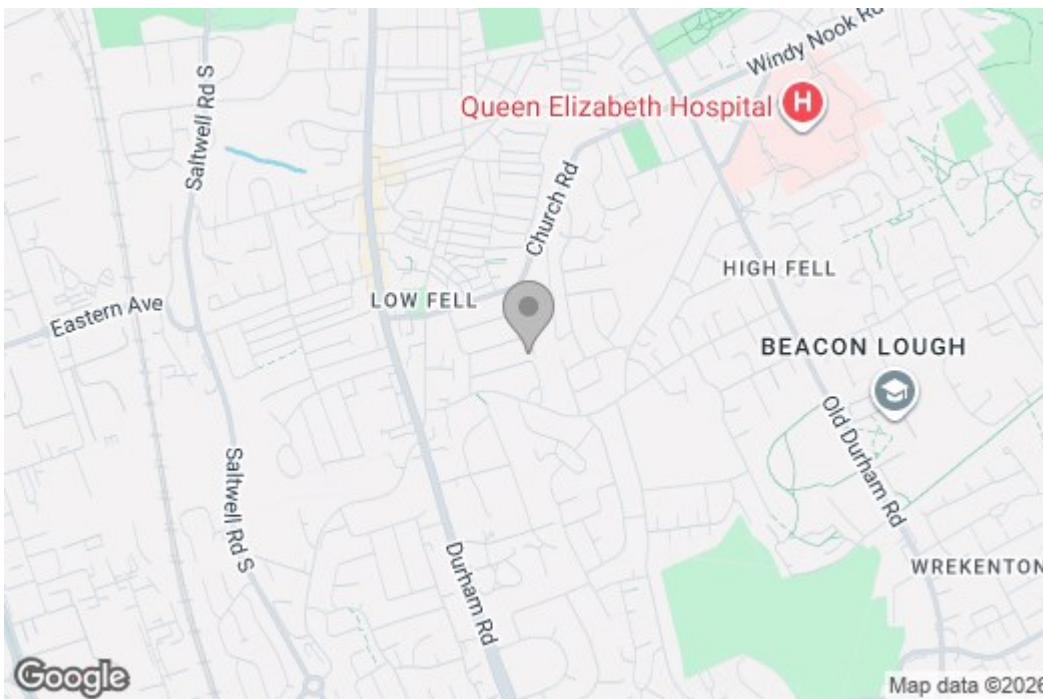 Saltwell Rd S
Windy Nook Rd
Queen Elizabeth Hospital
H
Church Rd
HIGH FELL
LOW FELL
Eastern Ave
BEACON LOUGH
Old Durham Rd
Saltwell Rd S
Durham Rd
WREKENTON
Google
Map data ©2026